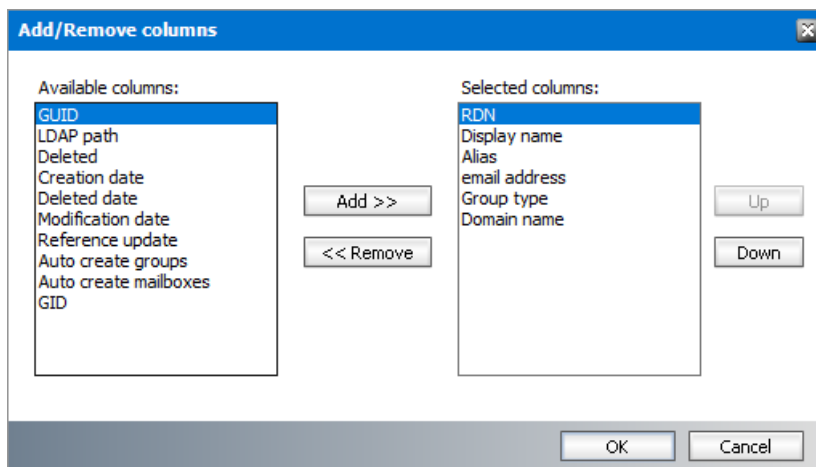 Add/Remove columns
Available columns:
GUID
LDAP path
Deleted
Creation date
Deleted date
Modification date
Reference update
Auto create groups
Auto create mailboxes
GID
Add >>
<< Remove
Selected columns:
RDN
Display name
Alias
email address
Group type
Domain name
Up
Down
OK
Cancel